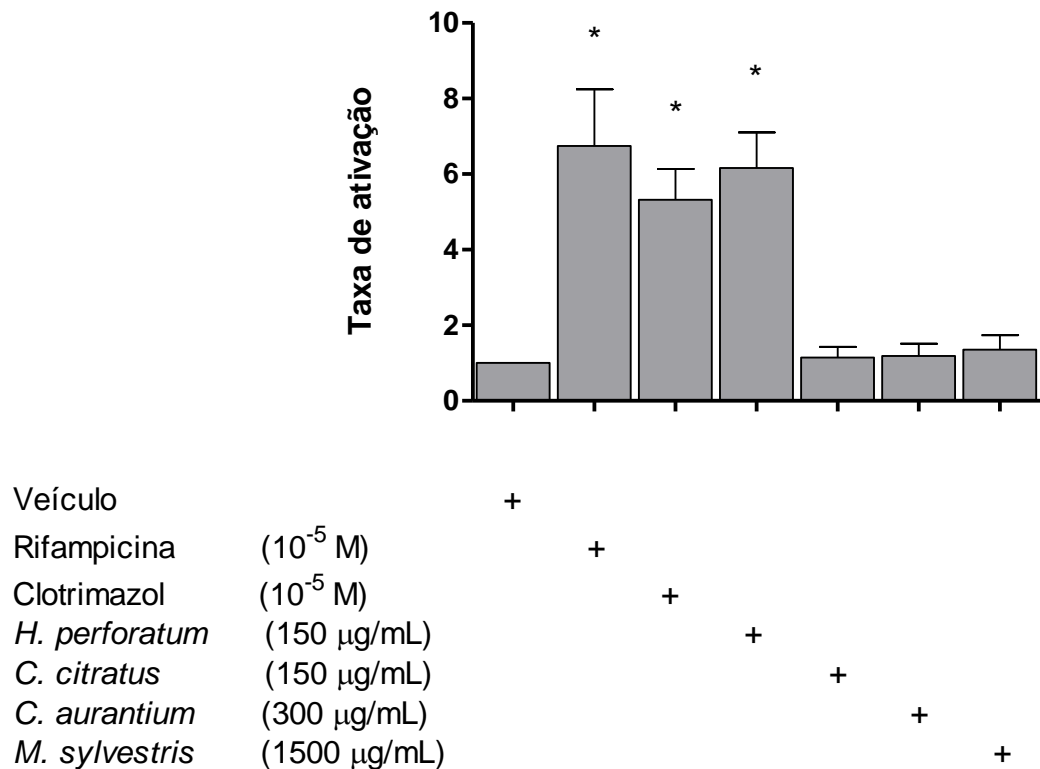 10
*
*
*
8
6
4
2
0
Taxa de ativação
Veículo +
Rifampicina (10⁻⁵ M) +
Clotrimazol (10⁻⁵ M) +
H. perforatum (150 μg/mL) +
C. citratus (150 μg/mL) +
C. aurantium (300 μg/mL) +
M. sylvestris (1500 μg/mL) +